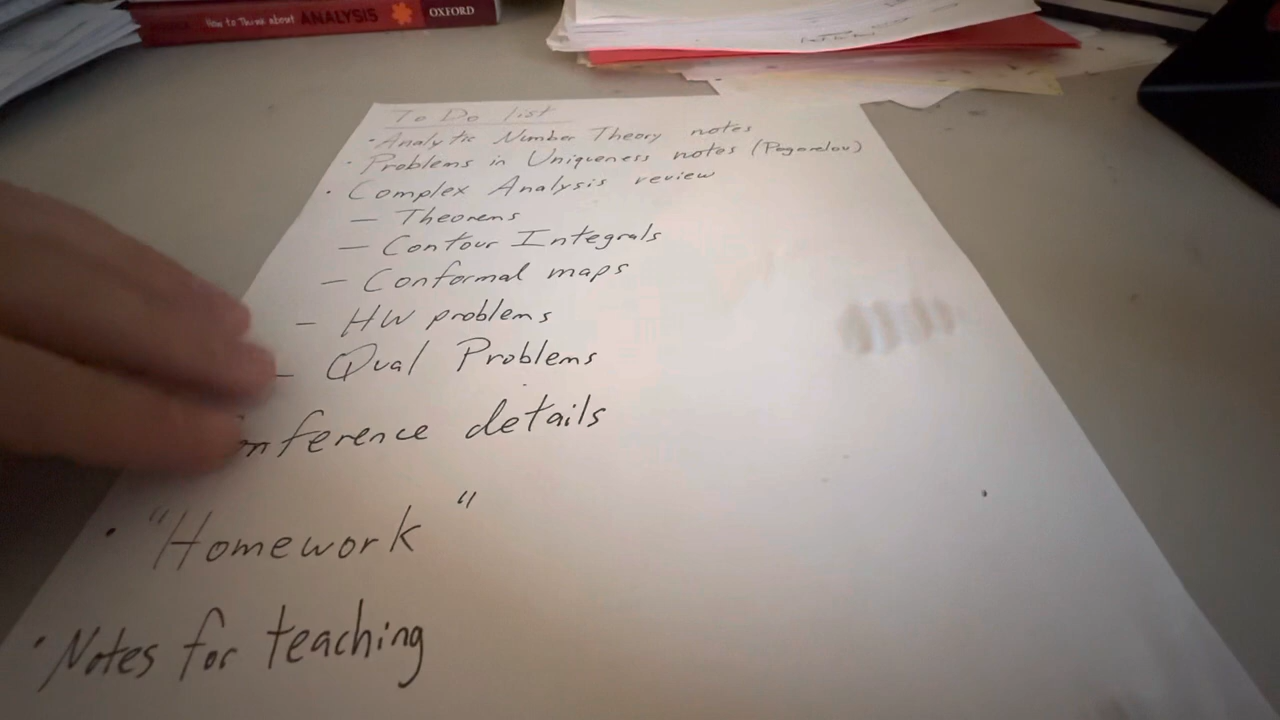 How to Think about ANALYSIS OXFORD
To Do list
· Analytic Number Theory notes
· Problems in Uniqueness notes (Pogorelov)
· Complex Analysis review
— Theorems
— Contour Integrals
— Conformal maps
— HW problems
— Qual Problems
onference details
· "Homework"
· Notes for teaching